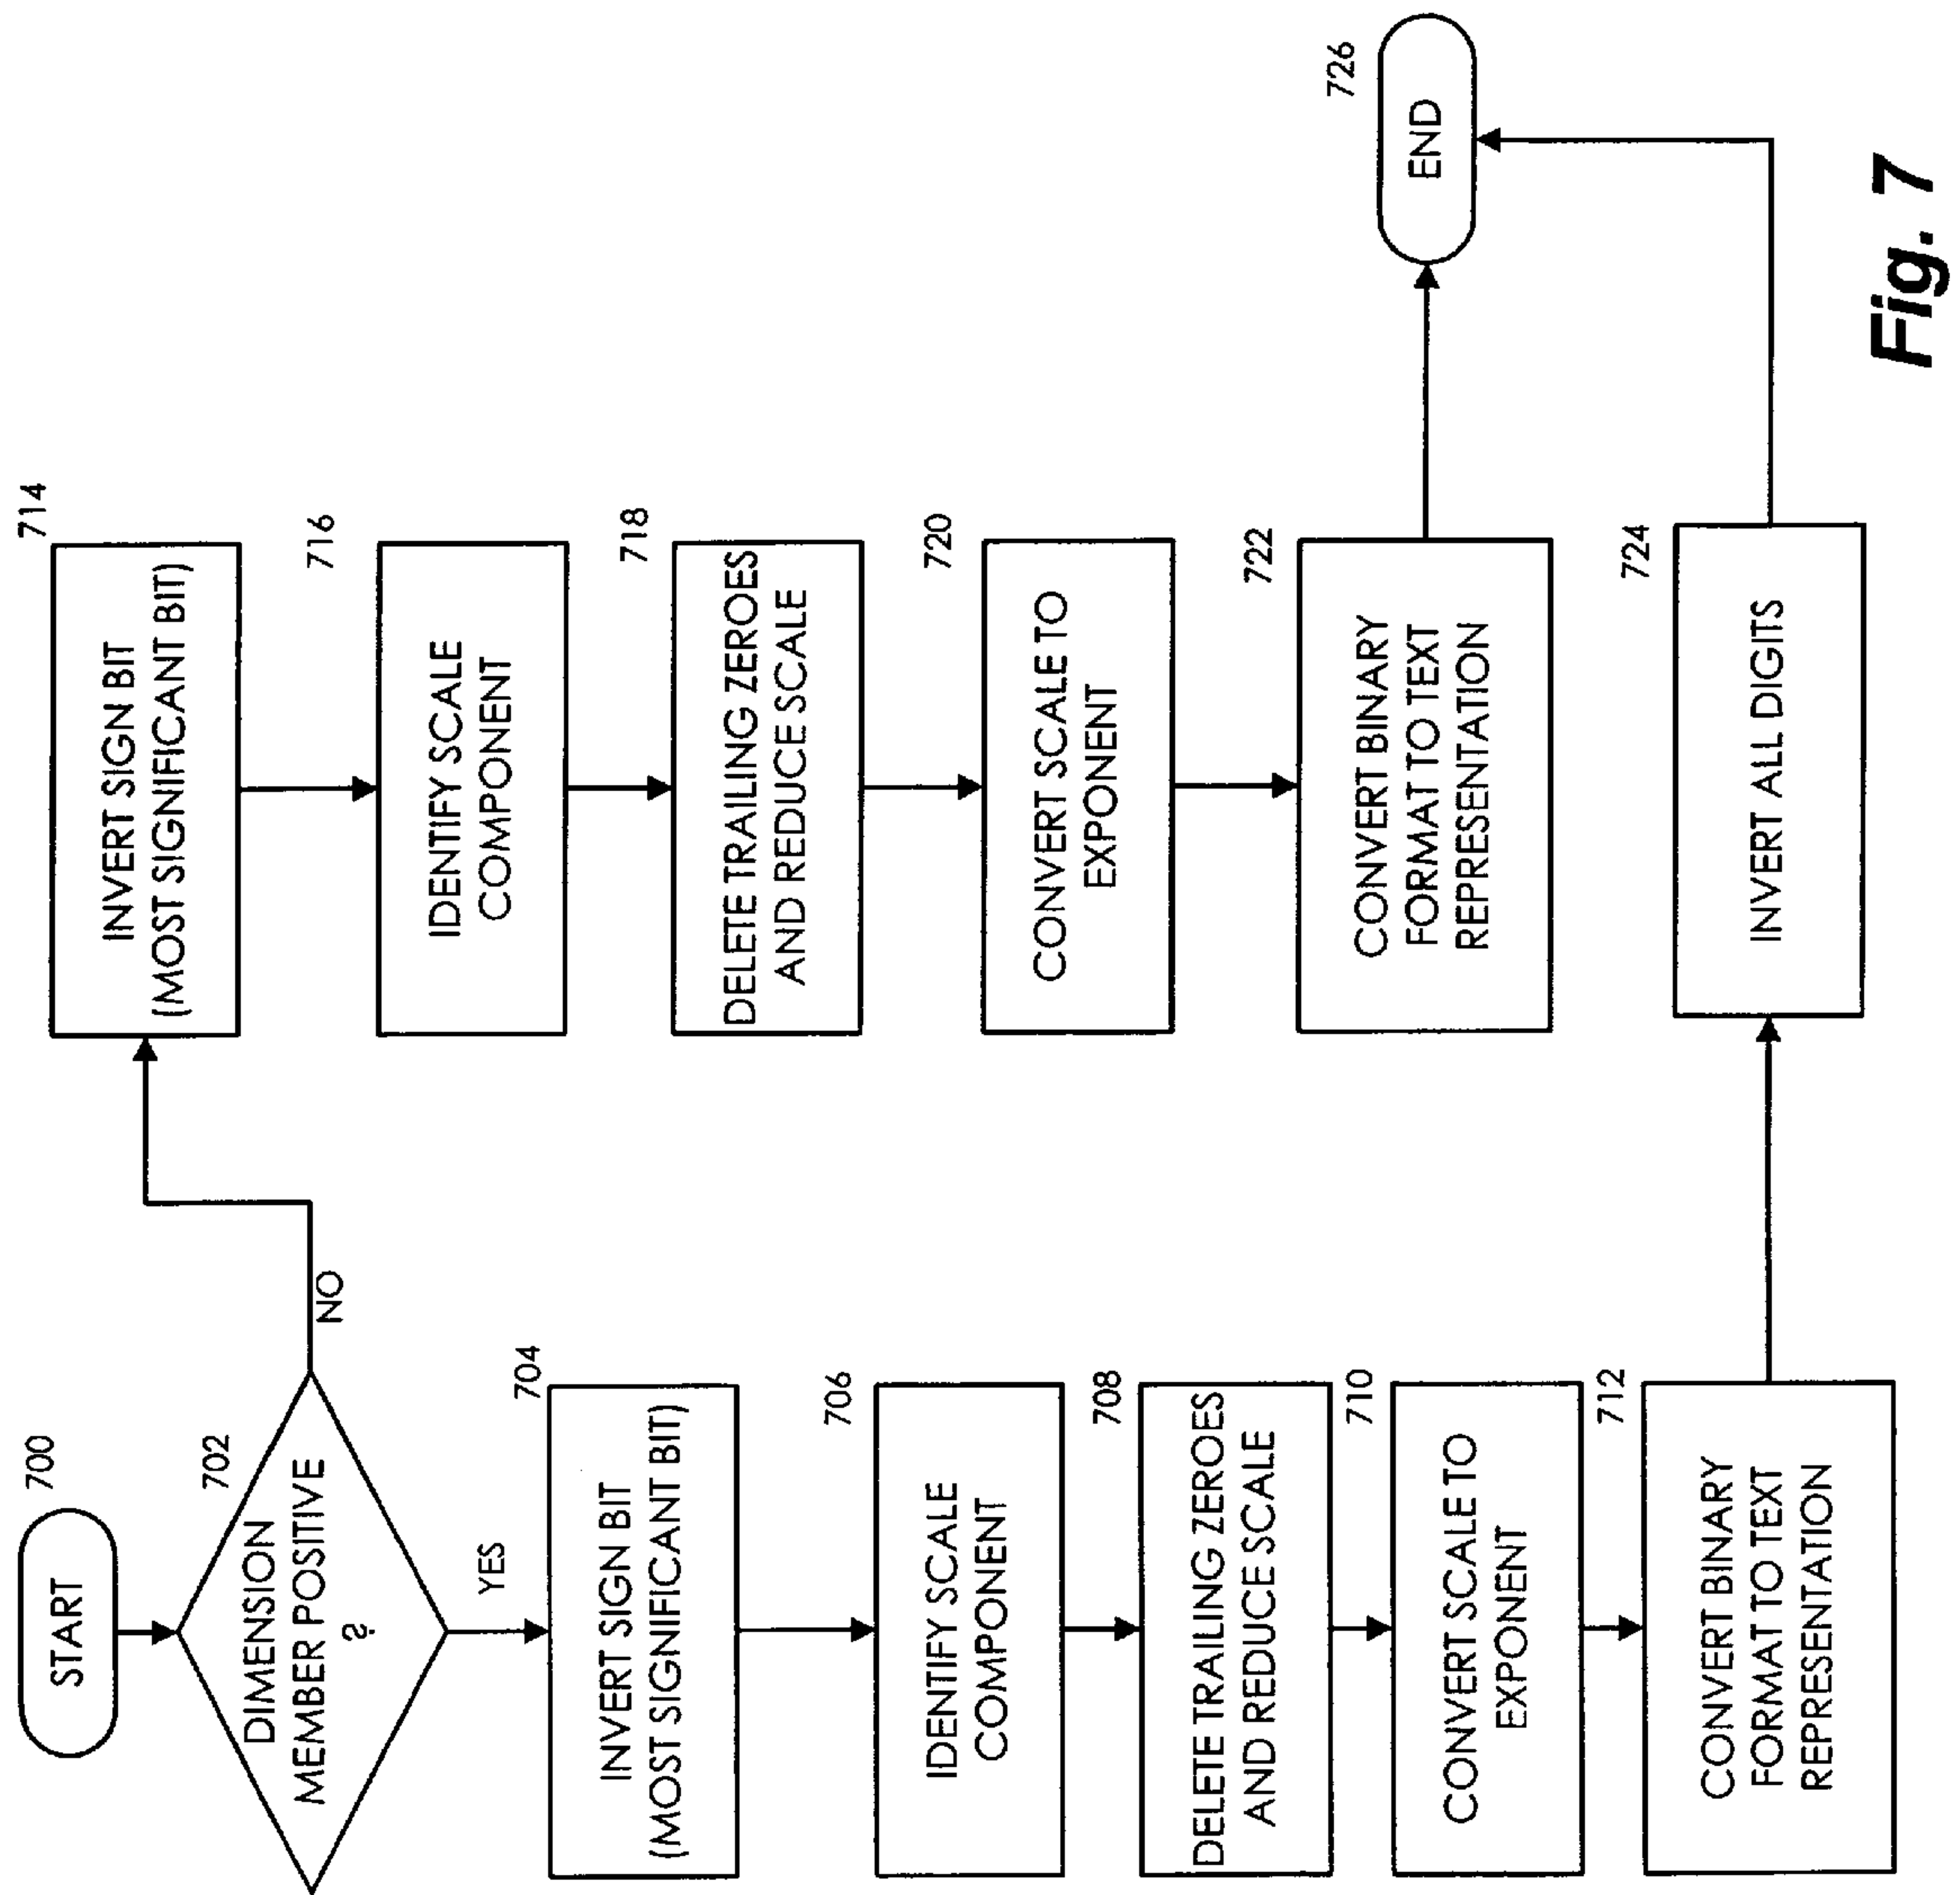 START
700
DIMENSION
MEMBER POSITIVE
?
702
YES
NO
INVERT SIGN BIT
(MOST SIGNIFICANT BIT)
704
IDENTIFY SCALE
COMPONENT
706
DELETE TRAILING ZEROES
AND REDUCE SCALE
708
CONVERT SCALE TO
EXPONENT
710
CONVERT BINARY
FORMAT TO TEXT
REPRESENTATION
712
INVERT SIGN BIT
(MOST SIGNIFICANT BIT)
714
IDENTIFY SCALE
COMPONENT
716
DELETE TRAILING ZEROES
AND REDUCE SCALE
718
CONVERT SCALE TO
EXPONENT
720
CONVERT BINARY
FORMAT TO TEXT
REPRESENTATION
722
INVERT ALL DIGITS
724
END
726
Fig. 7